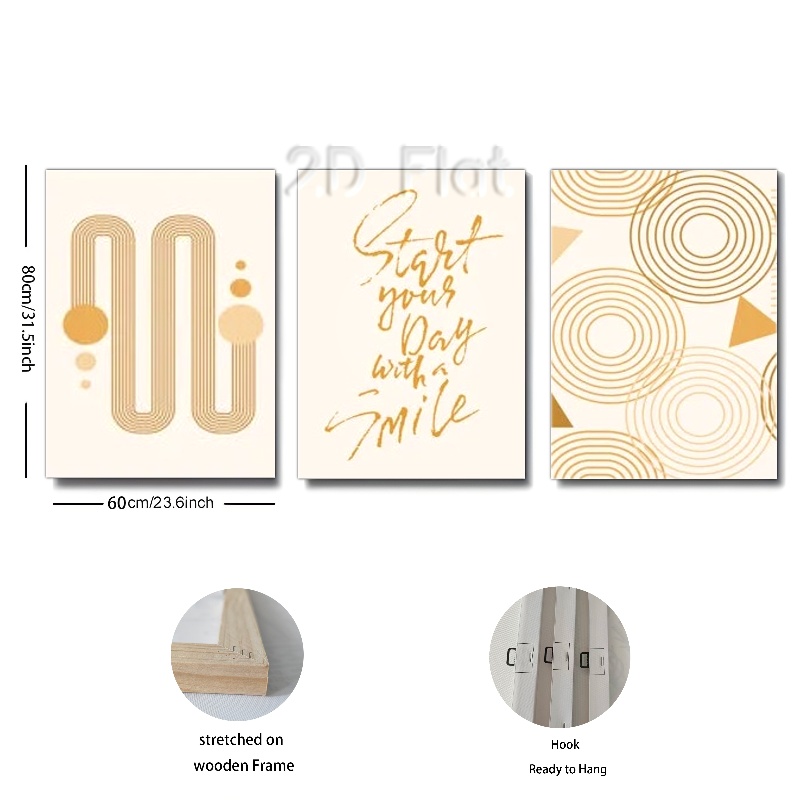 2D Flat
80cm/31.5inch
Start
your
Day
with a
Smile
60cm/23.6inch
stretched on
wooden Frame
Hook
Ready to Hang